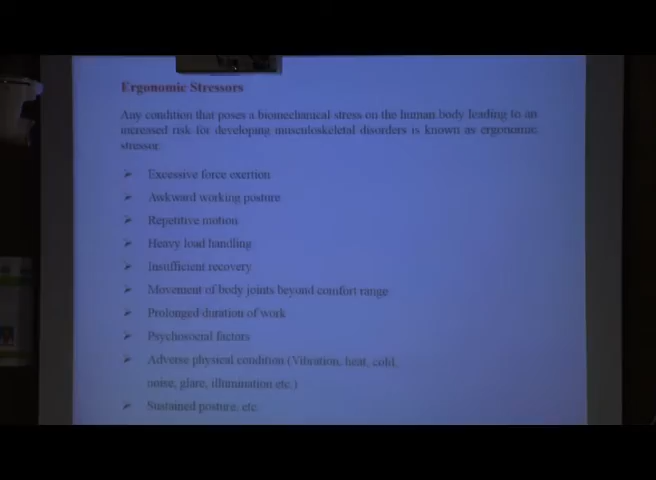 Ergonomic Stressors
Any condition that poses a biomechanical stress on the human body leading to an
increased risk for developing musculoskeletal disorders is known as ergonomic
stressor.
➢ Excessive force exertion
➢ Awkward working posture
➢ Repetitive motion
➢ Heavy load handling
➢ Insufficient recovery
➢ Movement of body joints beyond comfort range
➢ Prolonged duration of work
➢ Psychosocial factors
➢ Adverse physical condition (Vibration, heat, cold,
noise, glare, illumination etc.)
➢ Sustained posture, etc.